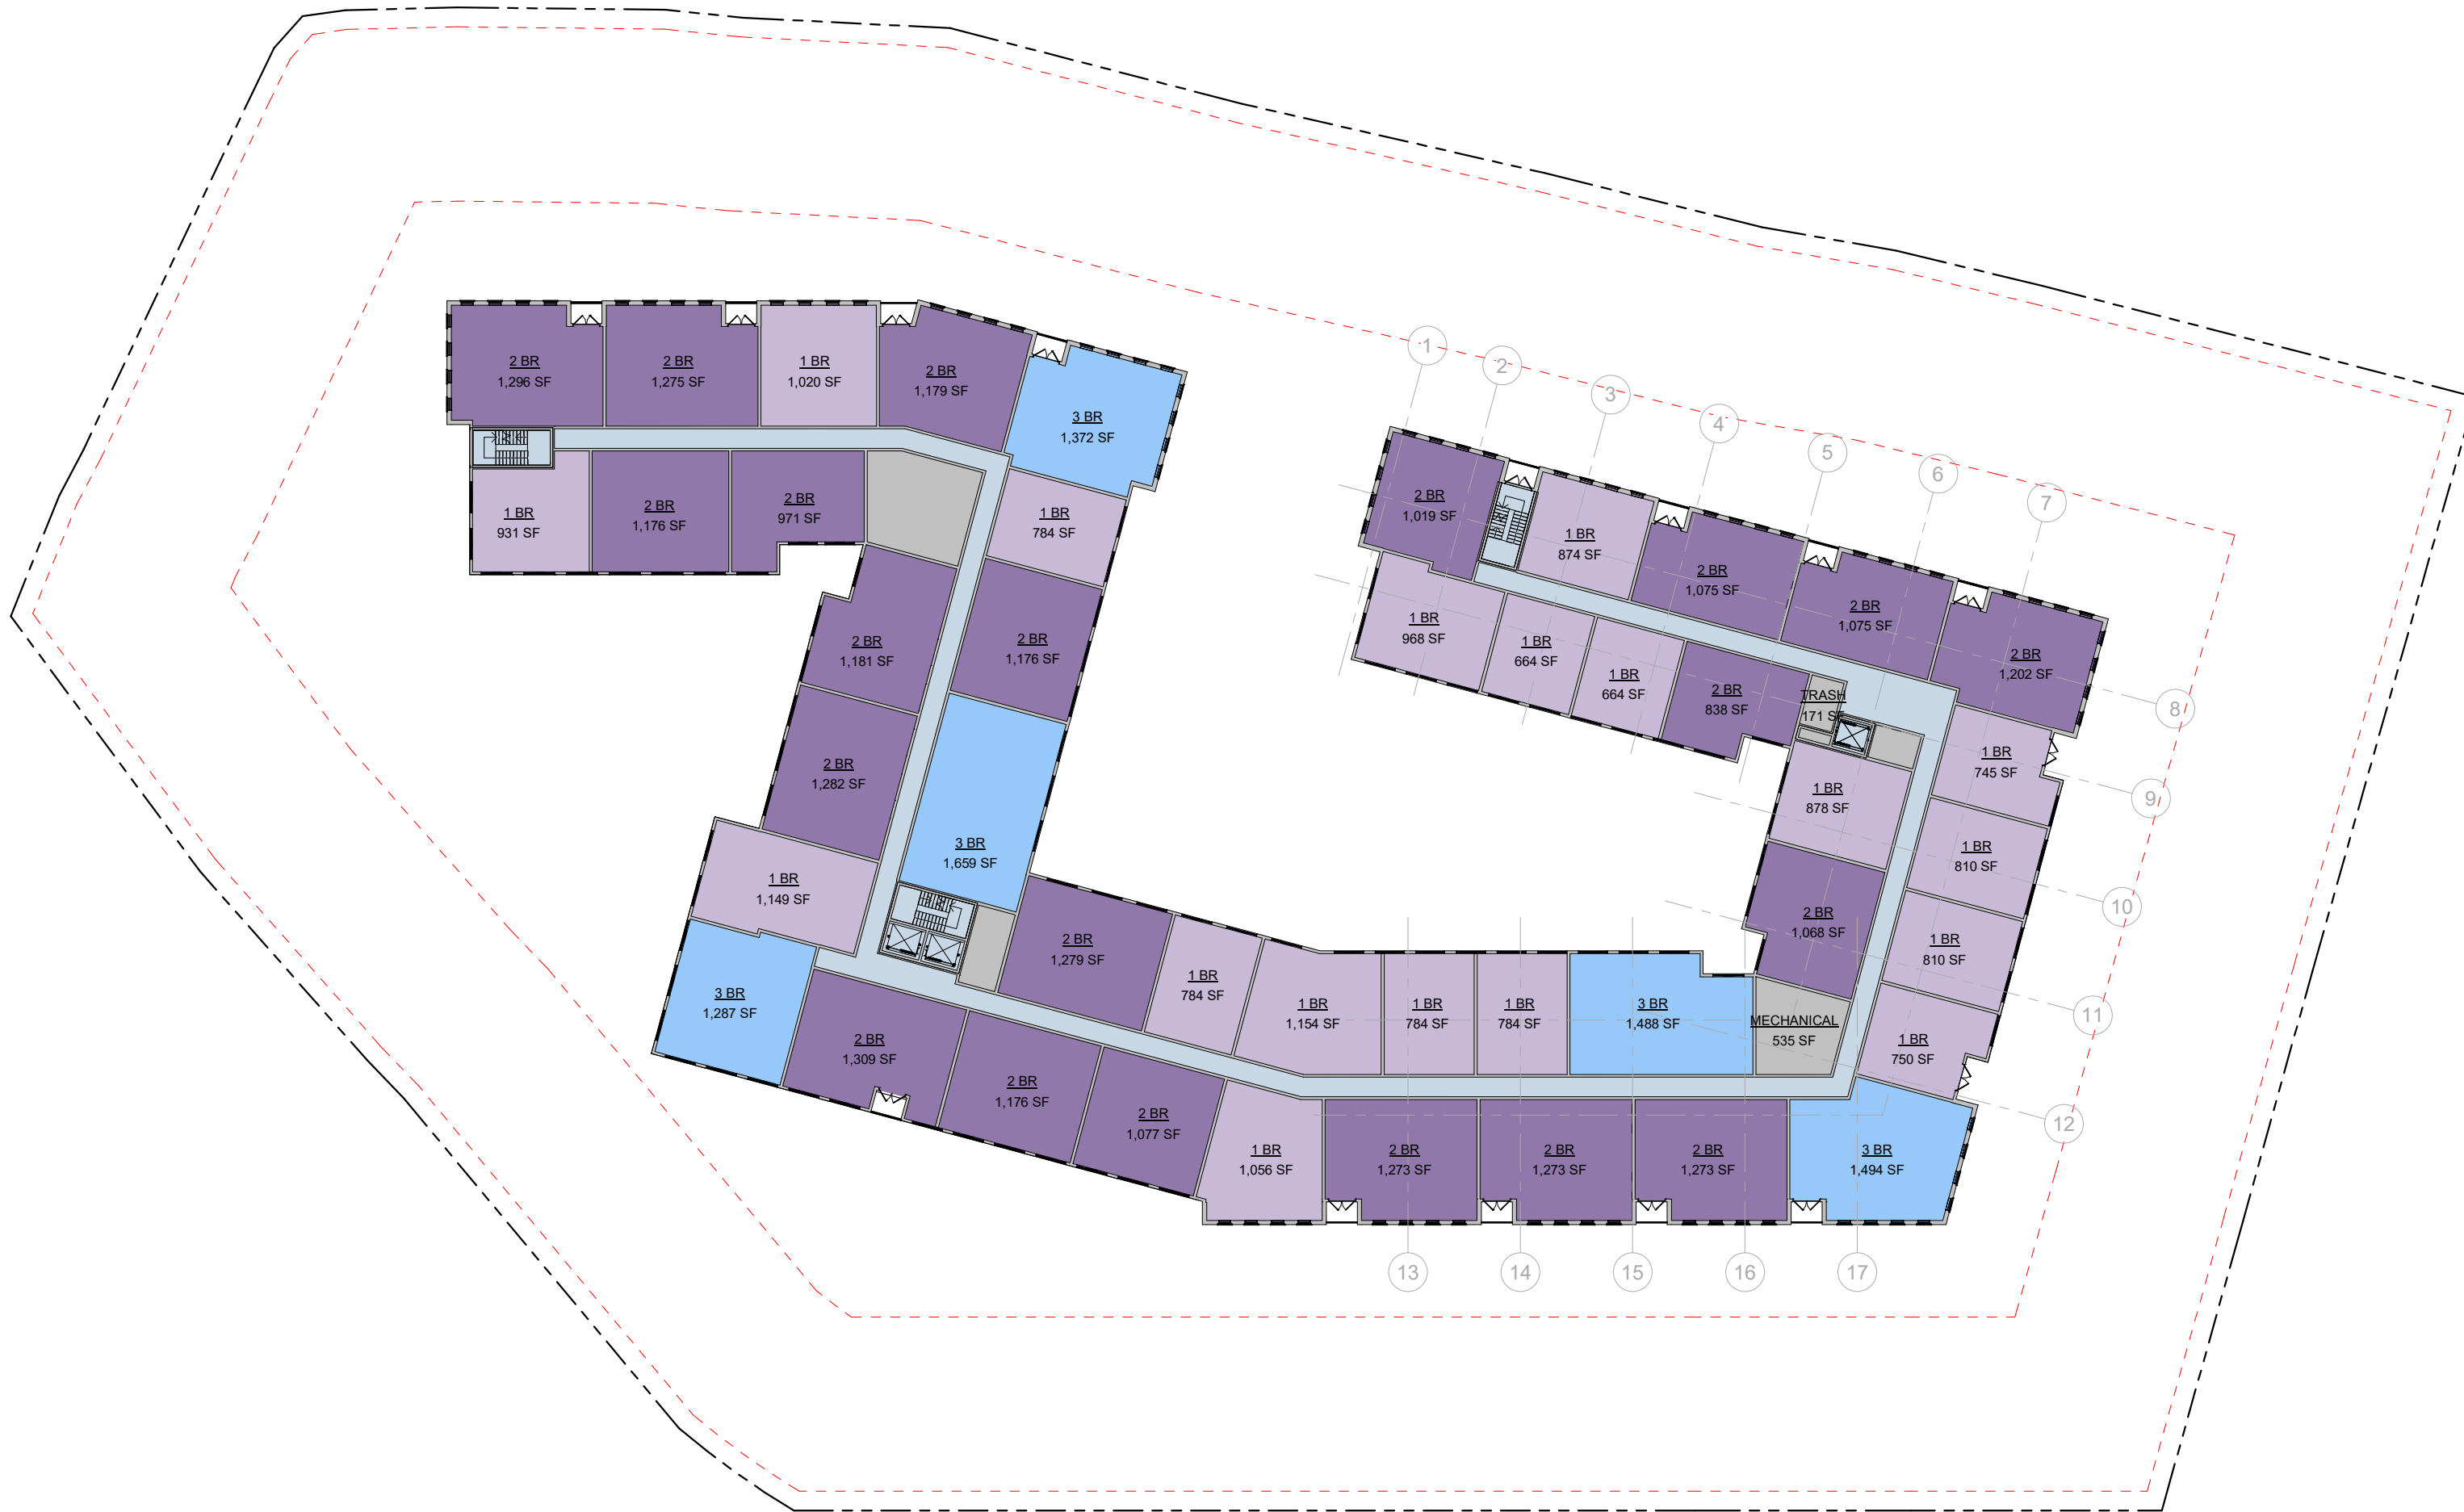 2 BR
1,296 SF
2 BR
1,275 SF
1 BR
1,020 SF
2 BR
1,179 SF
3 BR
1,372 SF
1 BR
931 SF
2 BR
1,176 SF
2 BR
971 SF
1 BR
784 SF
2 BR
1,181 SF
2 BR
1,176 SF
2 BR
1,282 SF
3 BR
1,659 SF
1 BR
1,149 SF
3 BR
1,287 SF
2 BR
1,279 SF
1 BR
784 SF
1 BR
1,154 SF
1 BR
784 SF
1 BR
784 SF
3 BR
1,488 SF
MECHANICAL
535 SF
2 BR
1,309 SF
2 BR
1,176 SF
2 BR
1,077 SF
1 BR
1,056 SF
2 BR
1,273 SF
2 BR
1,273 SF
2 BR
1,273 SF
3 BR
1,494 SF
1
2
3
4
5
6
7
2 BR
1,019 SF
1 BR
874 SF
2 BR
1,075 SF
2 BR
1,075 SF
2 BR
1,202 SF
1 BR
968 SF
1 BR
664 SF
1 BR
664 SF
2 BR
838 SF
TRASH
171 SF
1 BR
745 SF
1 BR
878 SF
1 BR
810 SF
2 BR
1,068 SF
1 BR
810 SF
1 BR
750 SF
8
9
10
11
12
13
14
15
16
17